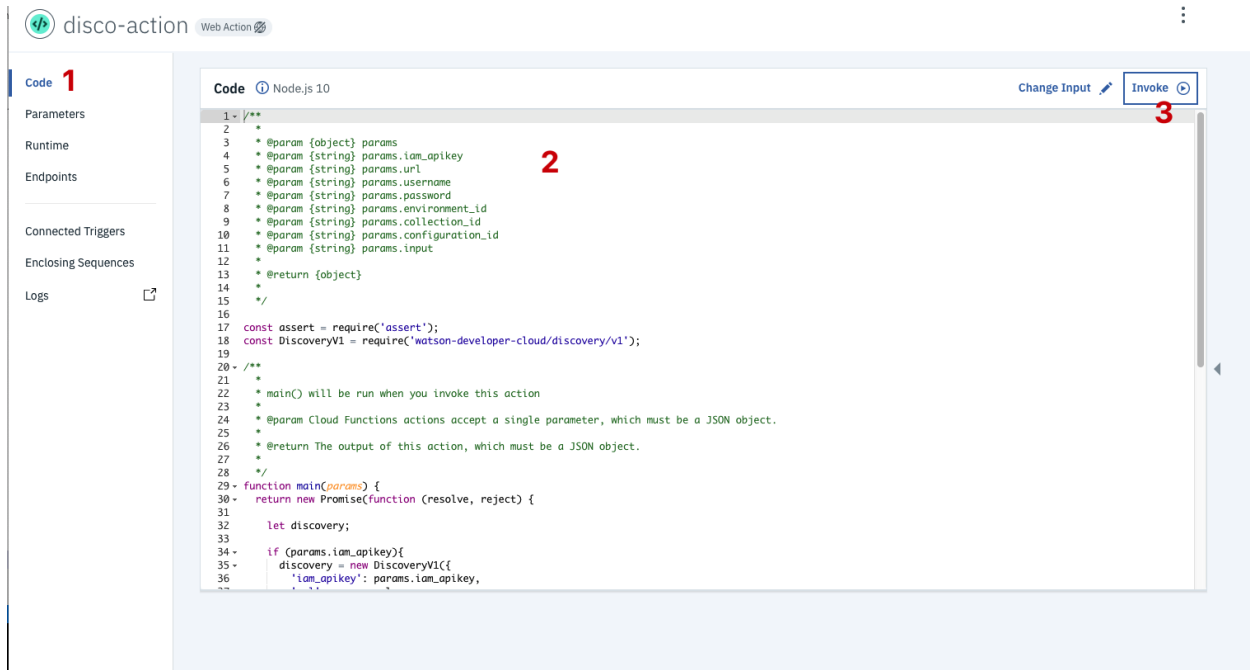 disco-action Web Action
Code 1
Parameters
Runtime
Endpoints
Connected Triggers
Enclosing Sequences
Logs
Code Node.js 10 Change Input Invoke
3
2
1 /**
2  *
3  * @param {object} params
4  * @param {string} params.iam_apikey
5  * @param {string} params.url
6  * @param {string} params.username
7  * @param {string} params.password
8  * @param {string} params.environment_id
9  * @param {string} params.collection_id
10  * @param {string} params.configuration_id
11  * @param {string} params.input
12  *
13  * @return {object}
14  *
15  */
16
17 const assert = require('assert');
18 const DiscoveryV1 = require('watson-developer-cloud/discovery/v1');
19
20 /**
21  *
22  * main() will be run when you invoke this action
23  *
24  * @param Cloud Functions actions accept a single parameter, which must be a JSON object.
25  *
26  * @return The output of this action, which must be a JSON object.
27  *
28  */
29 function main(params) {
30   return new Promise(function (resolve, reject) {
31
32     let discovery;
33
34     if (params.iam_apikey){
35       discovery = new DiscoveryV1({
36         'iam_apikey': params.iam_apikey,